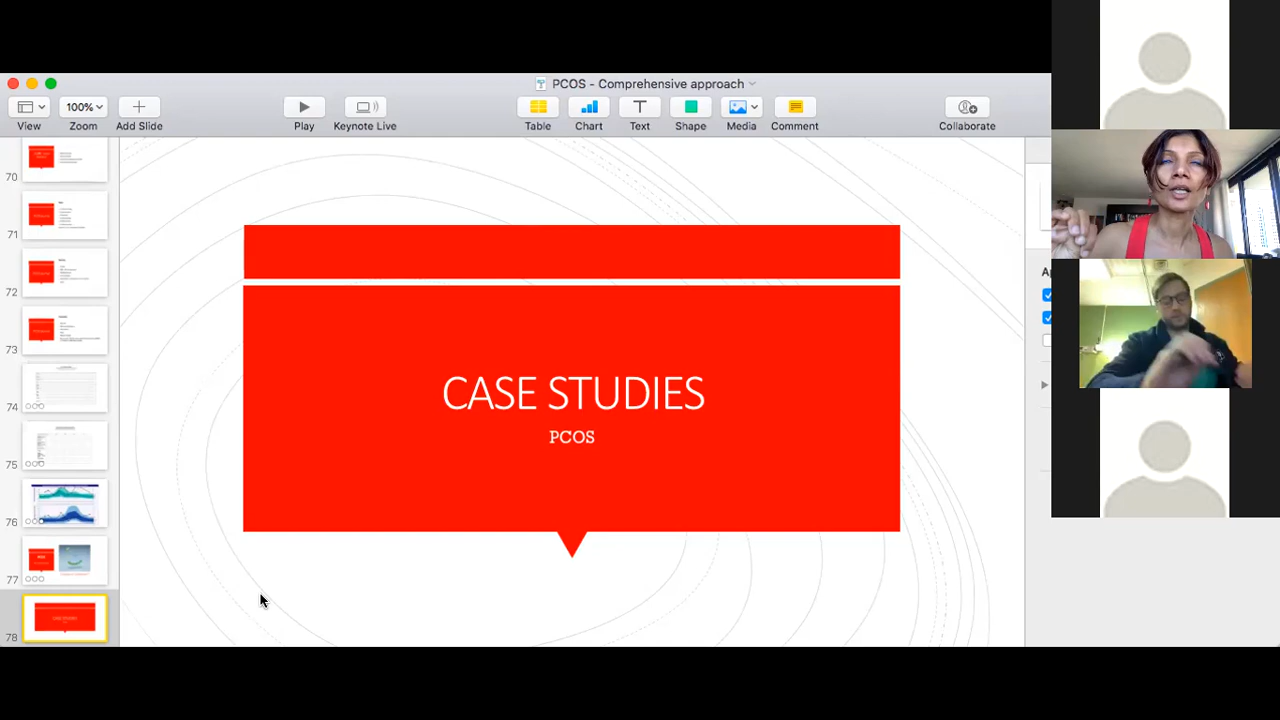 PCOS - Comprehensive approach
100%
View
Zoom
Add Slide
Play
Keynote Live
Table
Chart
Text
Shape
Media
Comment
Collaborate
70
71
72
73
74
75
76
77
78
CASE STUDIES
PCOS